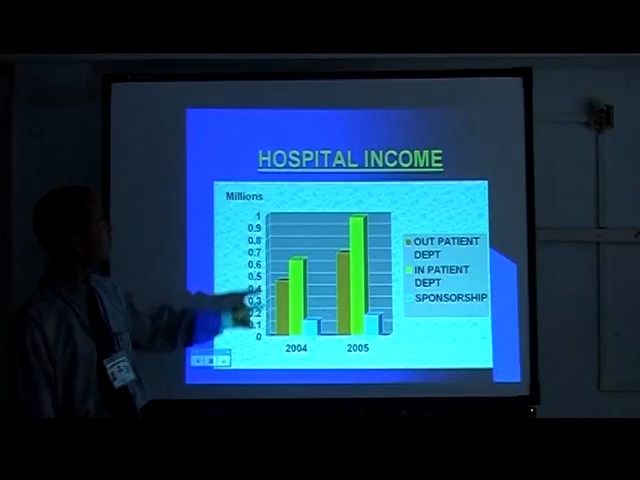 HOSPITAL INCOME
Millions
1
0.9
0.8
0.7
0.6
0.5
0.4
0.3
0.2
0.1
0
2004
2005
OUT PATIENT
DEPT
IN PATIENT
DEPT
SPONSORSHIP